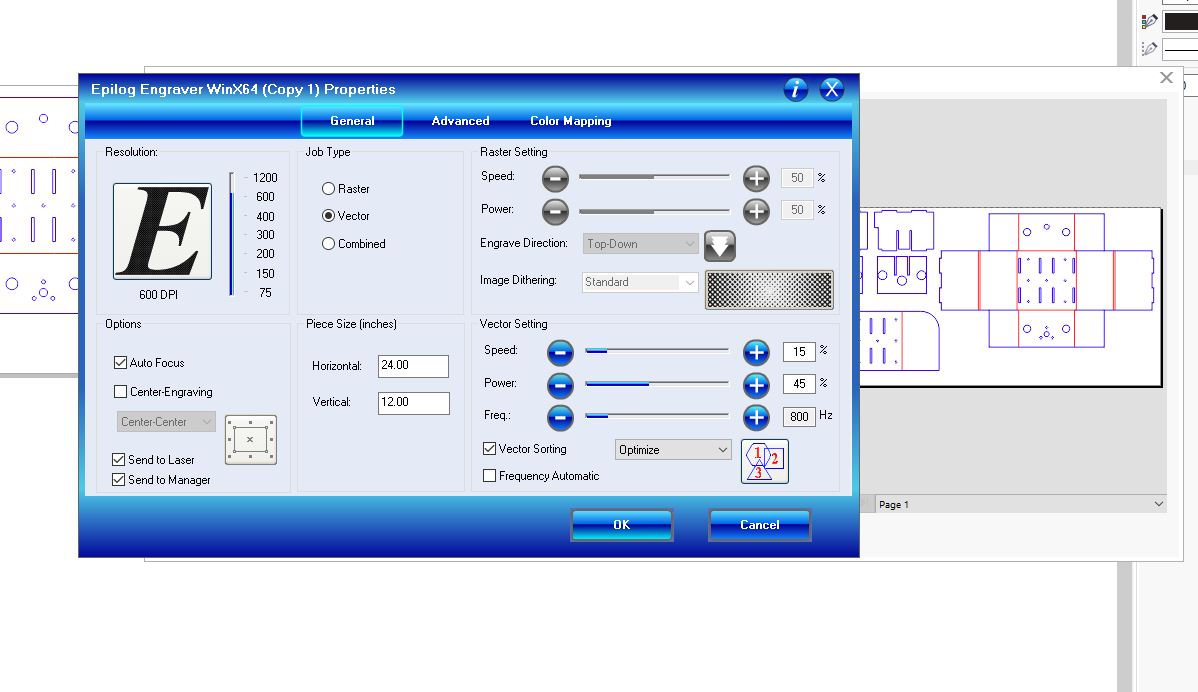 Epilog Engraver WinX64 (Copy 1) Properties
i X
General Advanced Color Mapping
Resolution:
E
1200
600
400
300
200
150
75
600 DPI
Job Type
Raster
Vector
Combined
Raster Setting
Speed: 50 %
Power: 50 %
Engrave Direction: Top-Down
Image Dithering: Standard
Options
Auto Focus
Center-Engraving
Center-Center
x
Send to Laser
Send to Manager
Piece Size (inches)
Horizontal: 24.00
Vertical: 12.00
Vector Setting
Speed: 15 %
Power: 45 %
Freq.: 800 Hz
Vector Sorting Optimize
1 2
3
Frequency Automatic
OK Cancel
Page 1